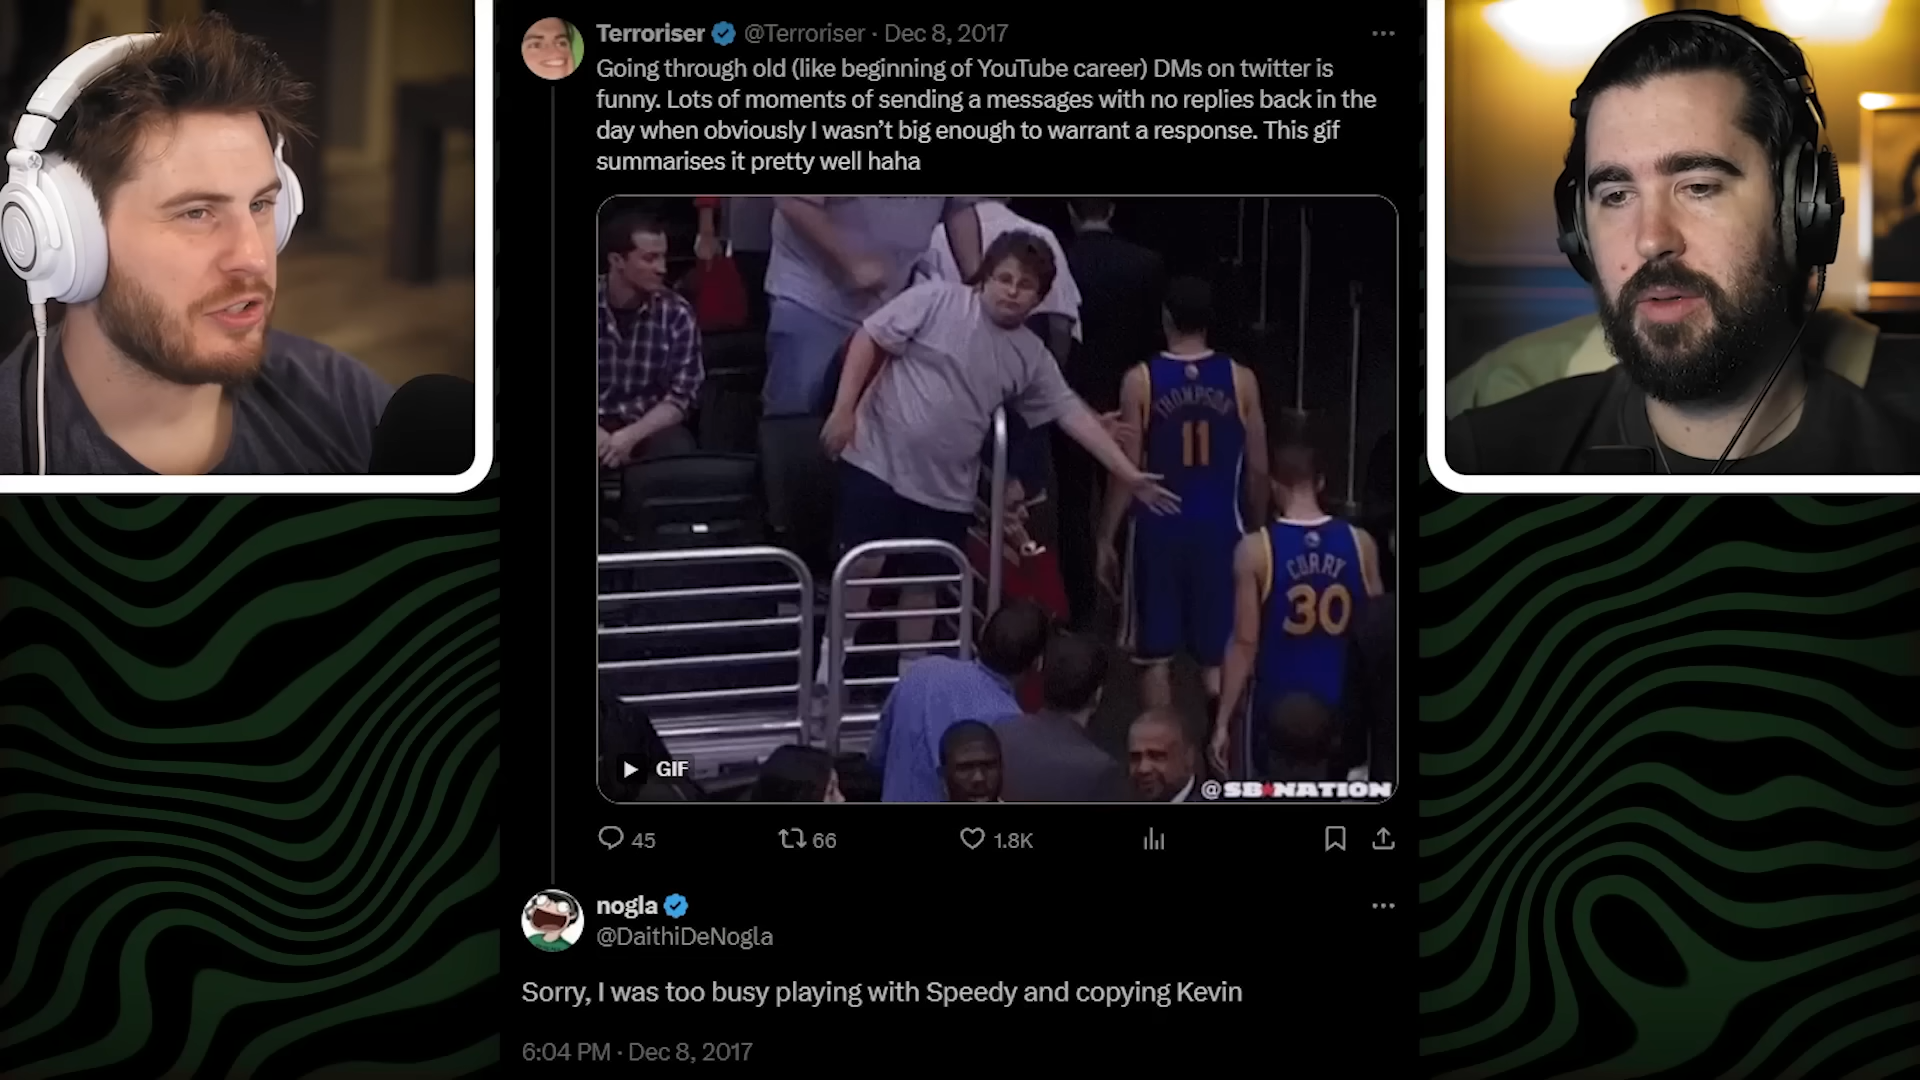 Terroriser @Terroriser · Dec 8, 2017
Going through old (like beginning of YouTube career) DMs on twitter is
funny. Lots of moments of sending a messages with no replies back in the
day when obviously I wasn’t big enough to warrant a response. This gif
summarises it pretty well haha
THOMPSON
11
CURRY
30
GIF
@SBNATION
45 66 1.8K
nogla
@DaithiDeNogla
Sorry, I was too busy playing with Speedy and copying Kevin
6:04 PM · Dec 8, 2017